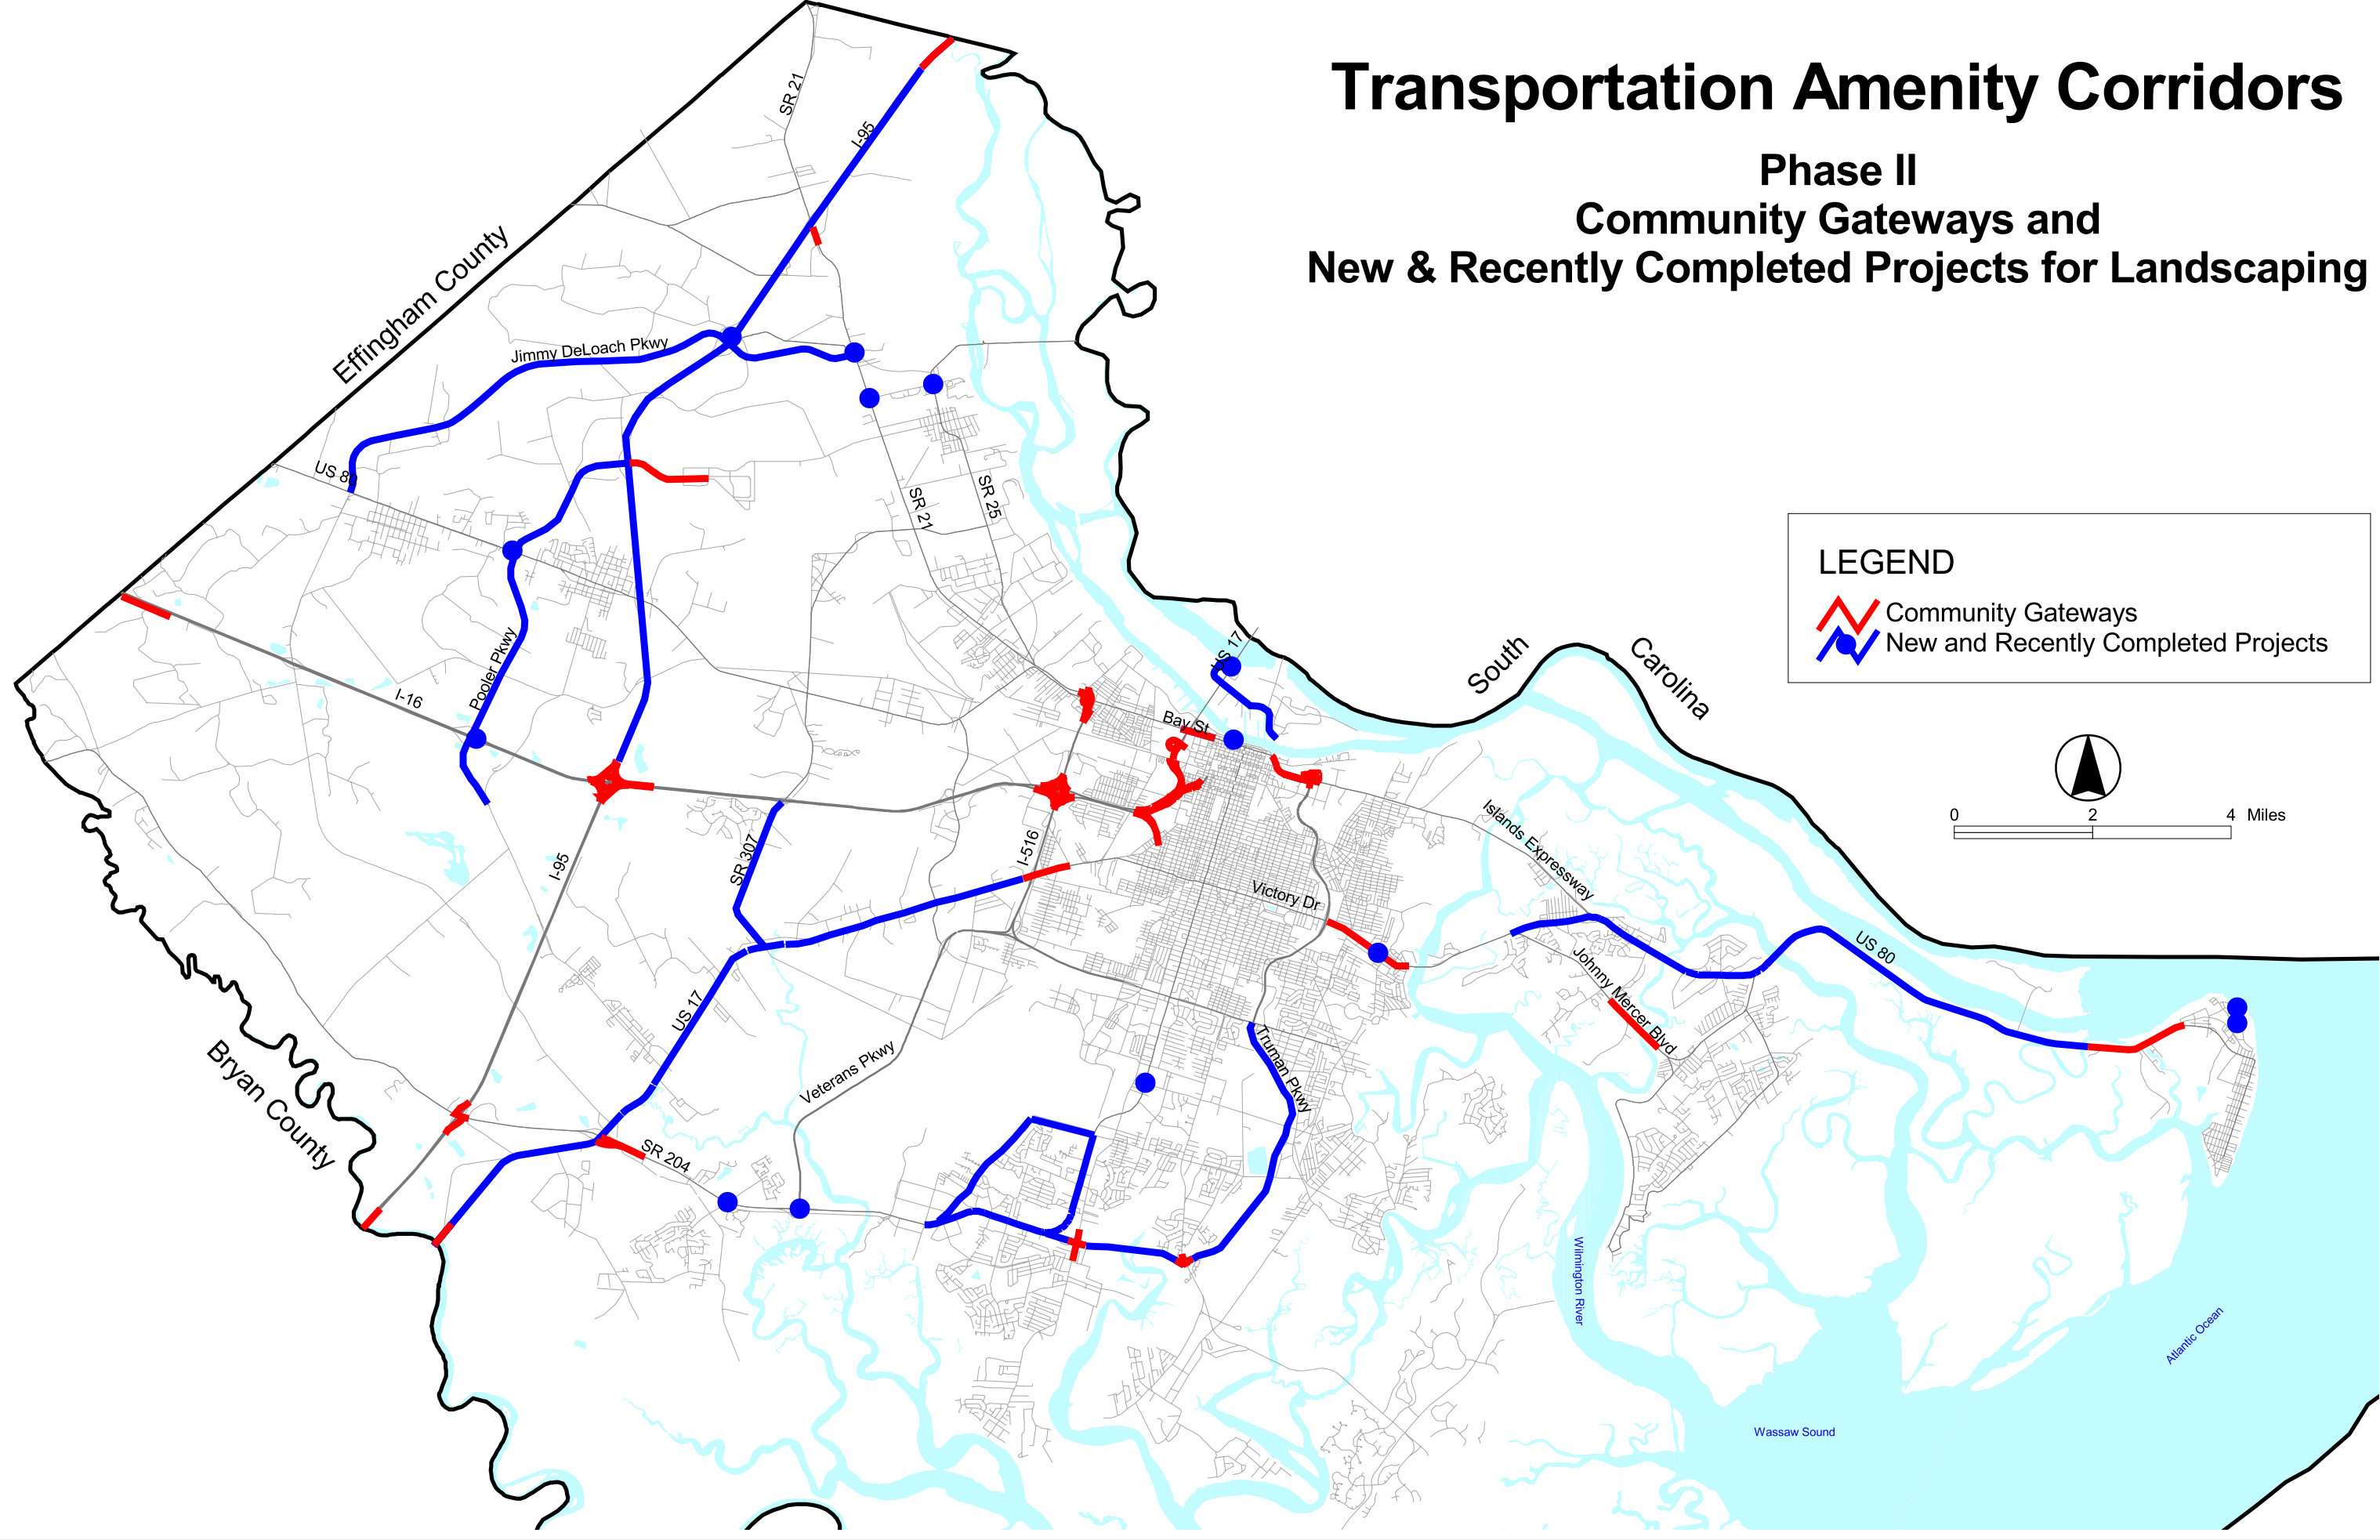 Transportation Amenity Corridors
Phase II
Community Gateways and
New & Recently Completed Projects for Landscaping
SR 21
I-95
Effingham County
Jimmy DeLoach Pkwy
US 80
SR 21
SR 25
LEGEND
Community Gateways
New and Recently Completed Projects
US 17
South
Carolina
Pooler Pkwy
I-16
Bay St
0 2 4 Miles
Islands Expressway
I-95
SR 307
I-516
Victory Dr
US 80
Johnny Mercer Blvd
US 17
Truman Pkwy
Veterans Pkwy
Bryan County
SR 204
Wilmington River
Atlantic Ocean
Wassaw Sound